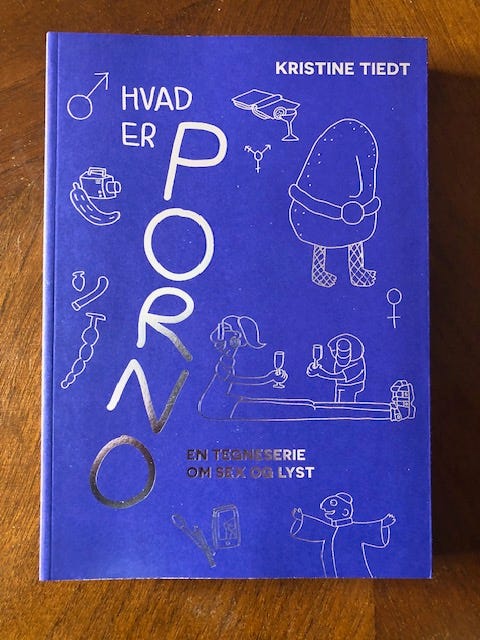 KRISTINE TIEDT
HVAD
ER
PORNO
EN TEGNESERIE
OM SEX OG LYST